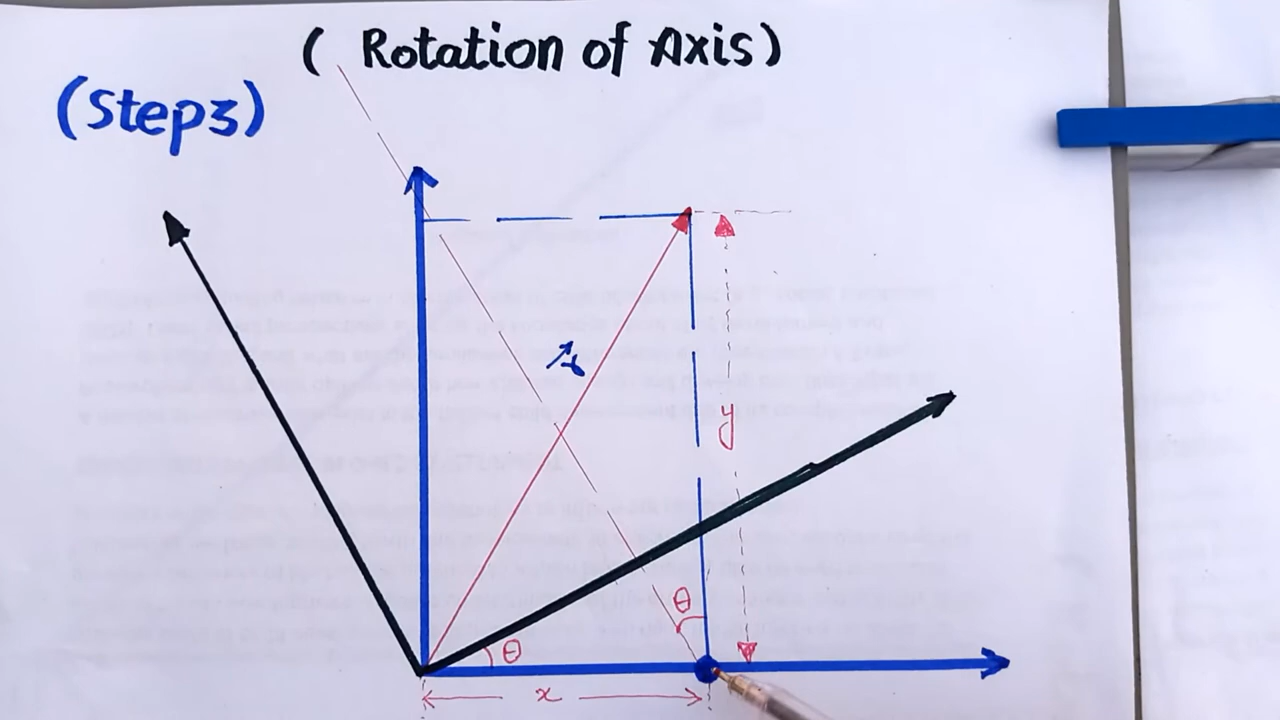 ( Rotation of Axis)
(Step3)
y
θ
θ
x